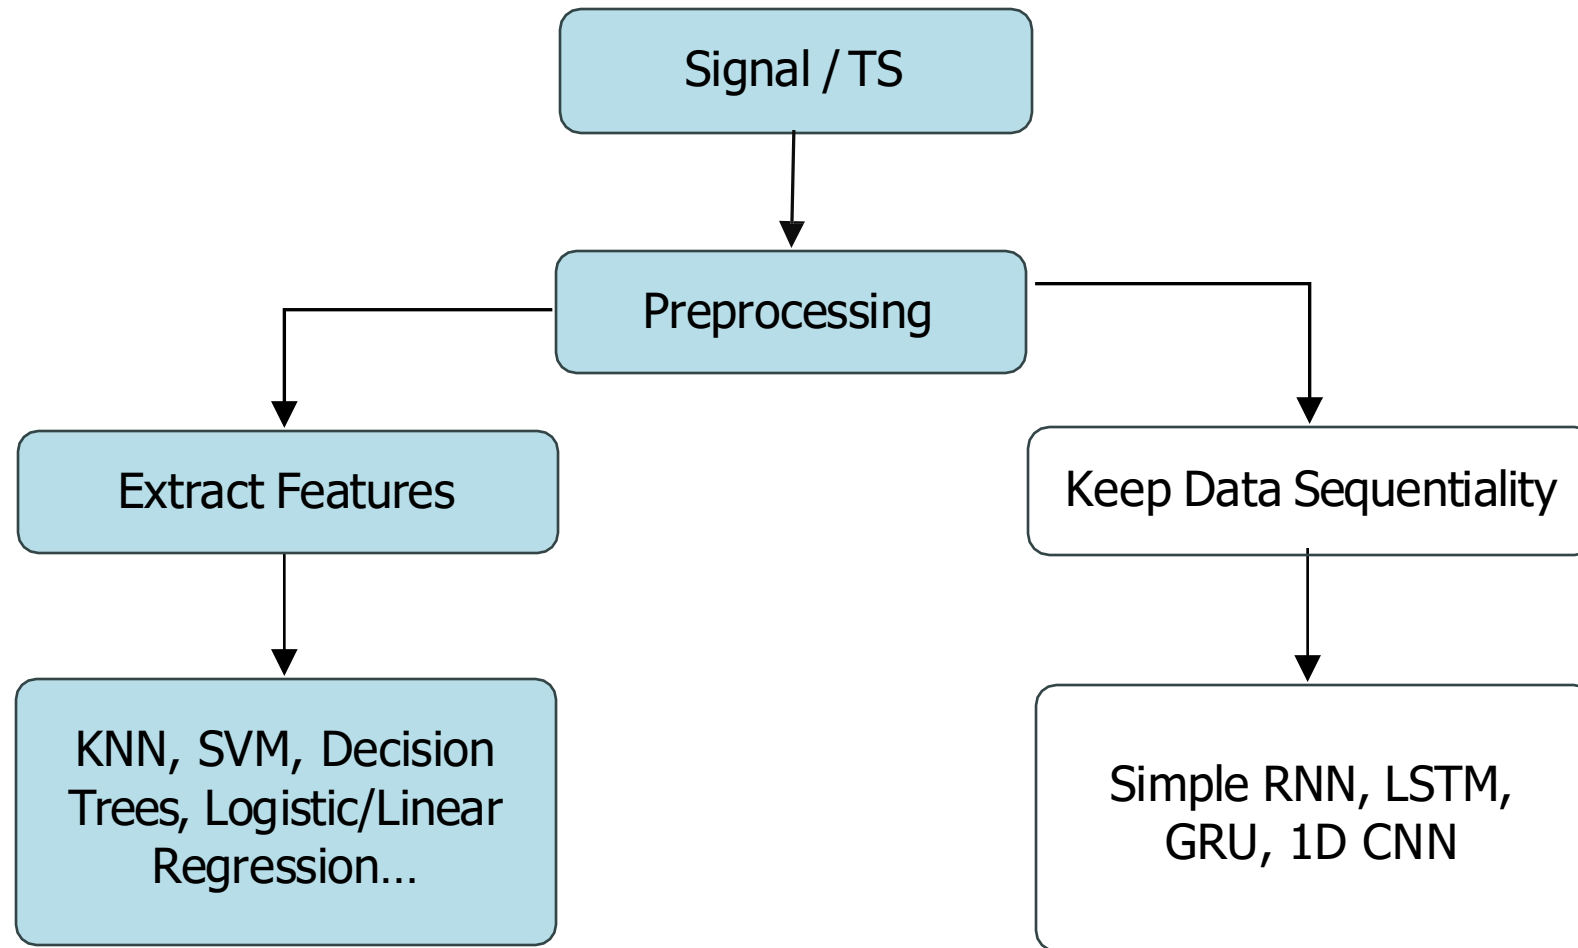 Signal / TS
Preprocessing
Extract Features
Keep Data Sequentiality
KNN, SVM, Decision
Trees, Logistic/Linear
Regression...
Simple RNN, LSTM,
GRU, 1D CNN